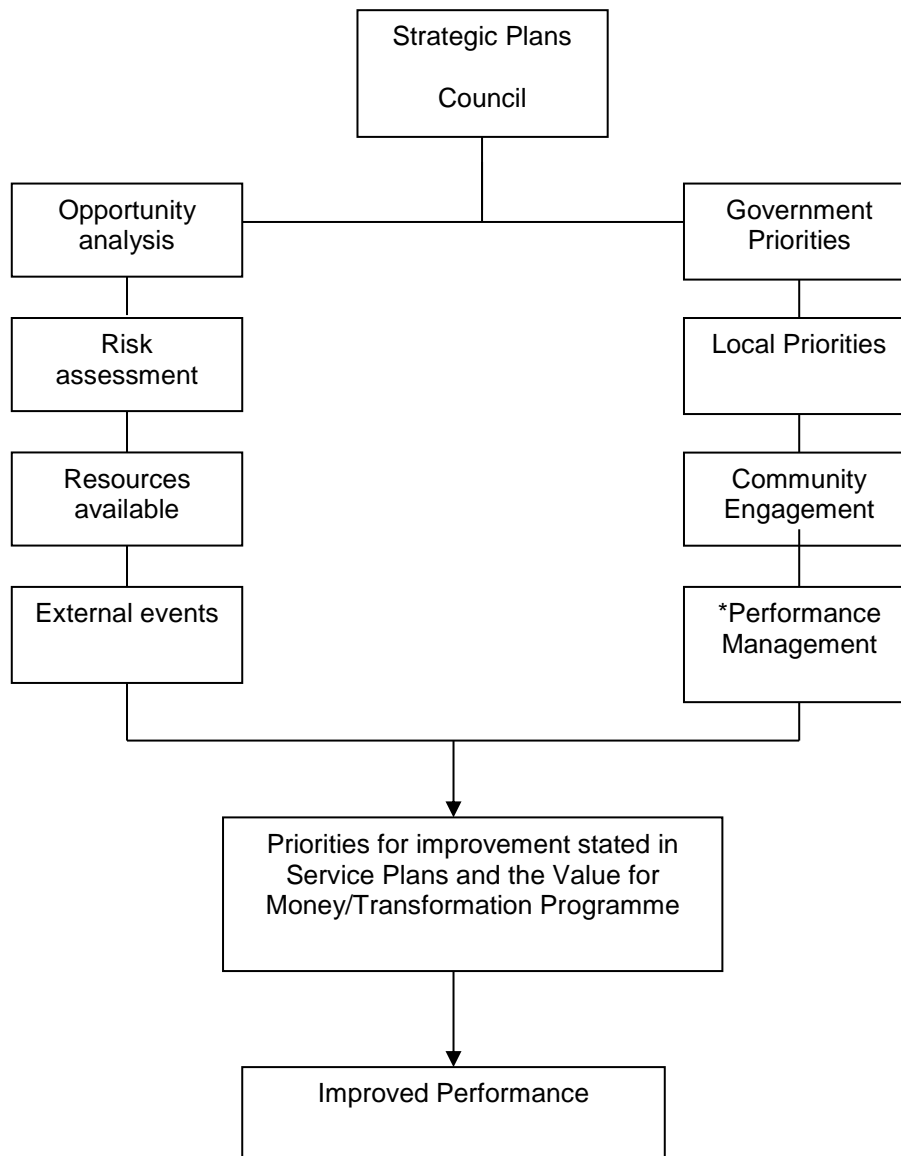 Strategic Plans
Council
Opportunity
analysis
Government
Priorities
Risk
assessment
Local Priorities
Resources
available
Community
Engagement
External events
*Performance
Management
Priorities for improvement stated in
Service Plans and the Value for
Money/Transformation Programme
Improved Performance